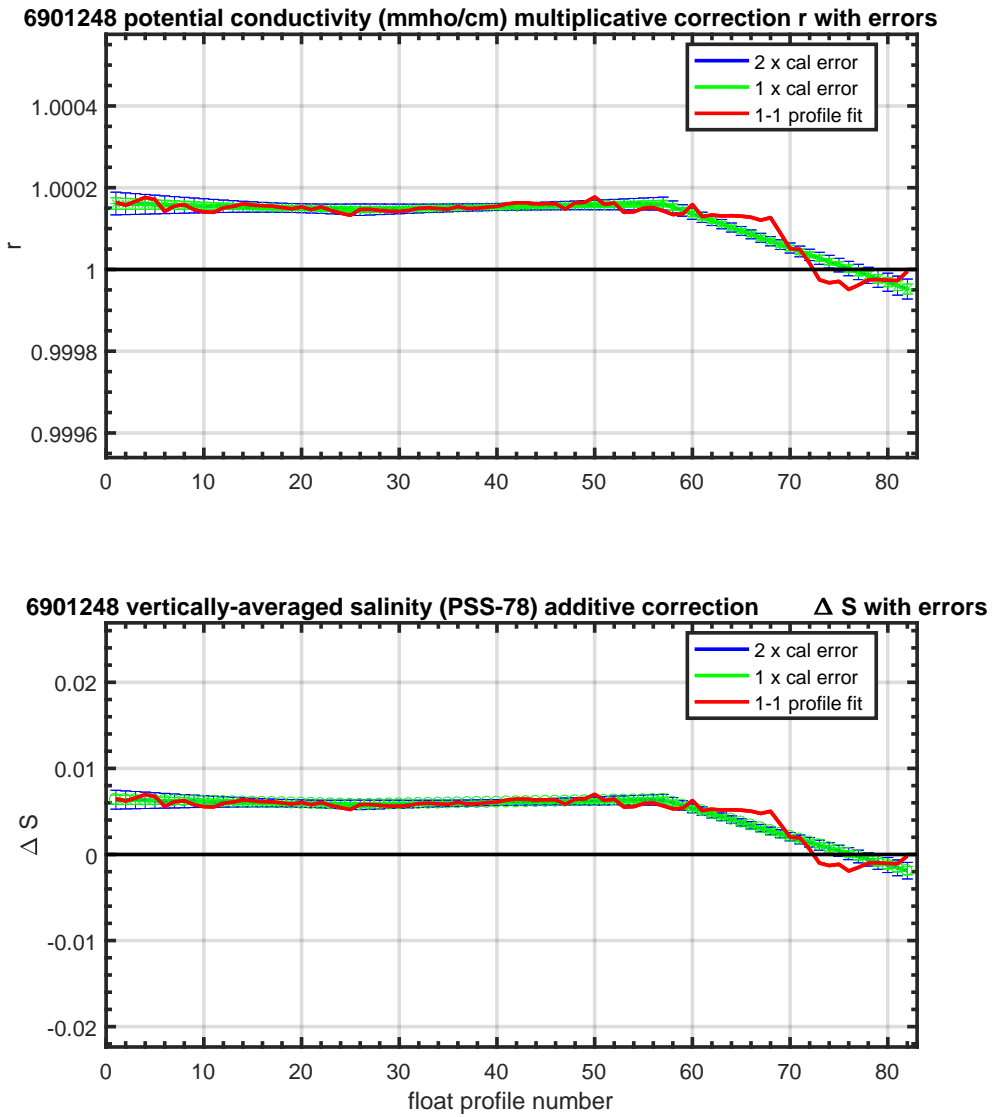 6901248 potential conductivity (mmho/cm) multiplicative correction r with errors
2 x cal error
1 x cal error
1-1 profile fit
1.0004
1.0002
1
0.9998
0.9996
r
0 10 20 30 40 50 60 70 80
6901248 vertically-averaged salinity (PSS-78) additive correction Δ S with errors
2 x cal error
1 x cal error
1-1 profile fit
0.02
0.01
0
-0.01
-0.02
Δ S
0 10 20 30 40 50 60 70 80
float profile number